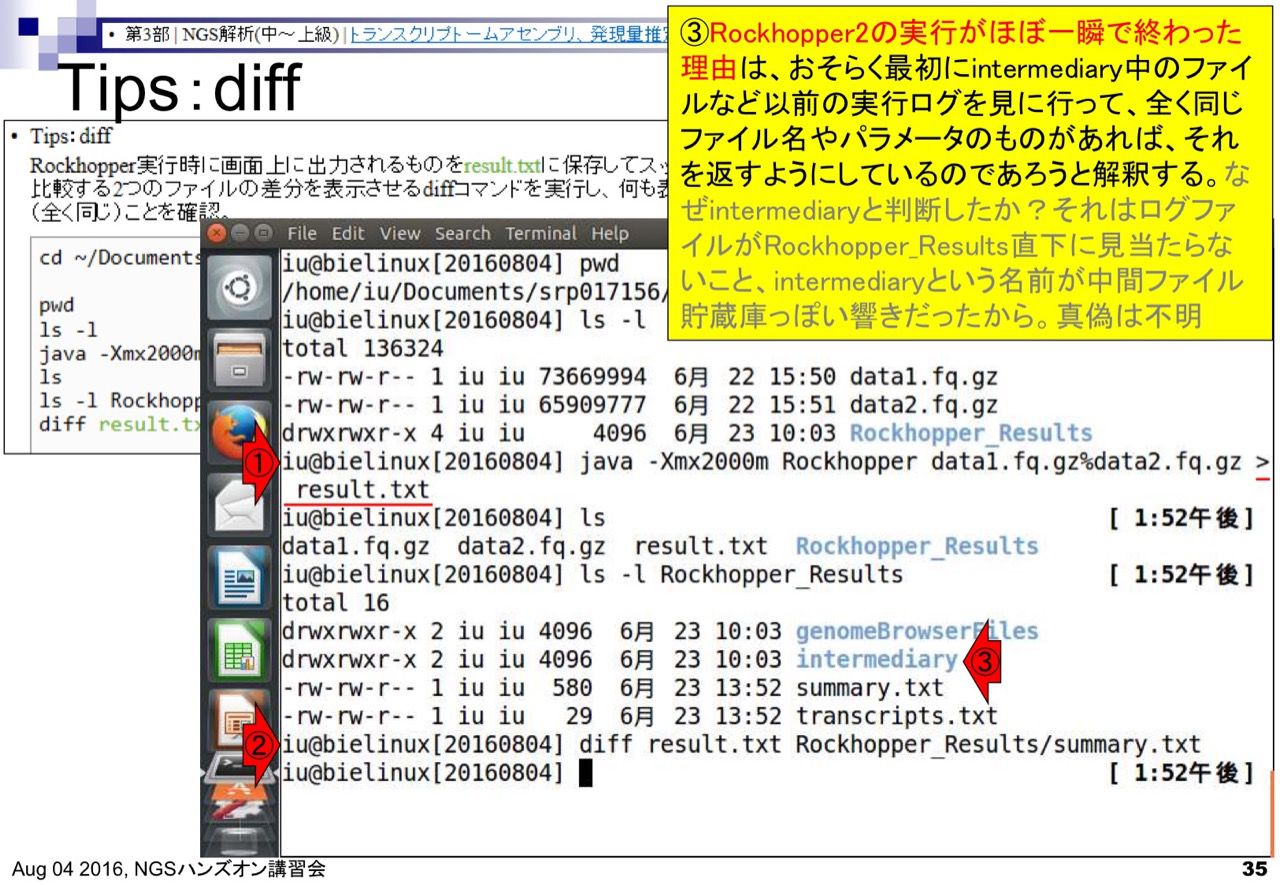 • 第3部 | NGS解析(中～上級) | トランスクリプトームアセンブリ、発現量推定
Tips：diff
• Tips：diff
Rockhopper実行時に画面上に出力されるものをresult.txtに保存してスッ
比較する2つのファイルの差分を表示させるdiffコマンドを実行し、何も表
（全く同じ）ことを確認。
cd ~/Documents
pwd
ls -l
java -Xmx2000m
ls
ls -l Rockhopp
diff result.tx
③Rockhopper2の実行がほぼ一瞬で終わった
理由は、おそらく最初にintermediary中のファイ
ルなど以前の実行ログを見に行って、全く同じ
ファイル名やパラメータのものがあれば、それ
を返すようにしているのであろうと解釈する。な
ぜintermediaryと判断したか？それはログファ
イルがRockhopper_Results直下に見当たらな
いこと、intermediaryという名前が中間ファイル
貯蔵庫っぽい響きだったから。真偽は不明
File Edit View Search Terminal Help
iu@bielinux[20160804] pwd
/home/iu/Documents/srp017156/
iu@bielinux[20160804] ls -l
total 136324
-rw-rw-r-- 1 iu iu 73669994 6月 22 15:50 data1.fq.gz
-rw-rw-r-- 1 iu iu 65909777 6月 22 15:51 data2.fq.gz
drwxrwxr-x 4 iu iu 4096 6月 23 10:03 Rockhopper_Results
① iu@bielinux[20160804] java -Xmx2000m Rockhopper data1.fq.gz%data2.fq.gz >
result.txt
iu@bielinux[20160804] ls [ 1:52午後]
data1.fq.gz data2.fq.gz result.txt Rockhopper_Results
iu@bielinux[20160804] ls -l Rockhopper_Results [ 1:52午後]
total 16
drwxrwxr-x 2 iu iu 4096 6月 23 10:03 genomeBrowserFiles
drwxrwxr-x 2 iu iu 4096 6月 23 10:03 intermediary ③
-rw-rw-r-- 1 iu iu 580 6月 23 13:52 summary.txt
-rw-rw-r-- 1 iu iu 29 6月 23 13:52 transcripts.txt
② iu@bielinux[20160804] diff result.txt Rockhopper_Results/summary.txt
iu@bielinux[20160804] [ 1:52午後]
Aug 04 2016, NGSハンズオン講習会
35